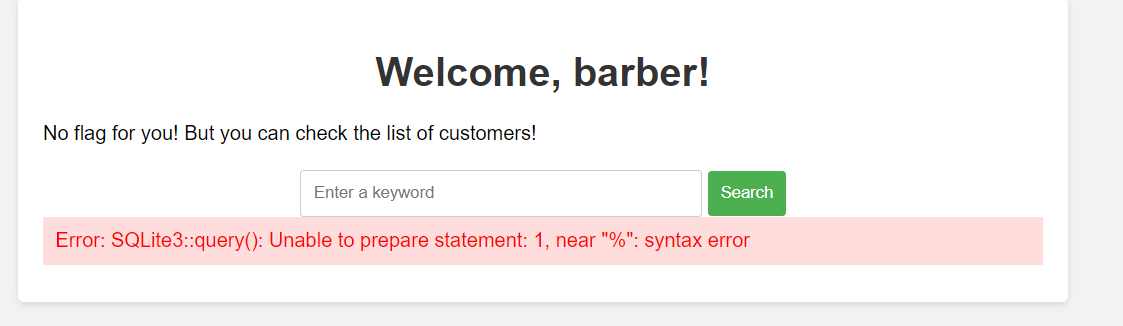 Welcome, barber!
No flag for you! But you can check the list of customers!
Enter a keyword
Search
Error: SQLite3::query(): Unable to prepare statement: 1, near "%": syntax error